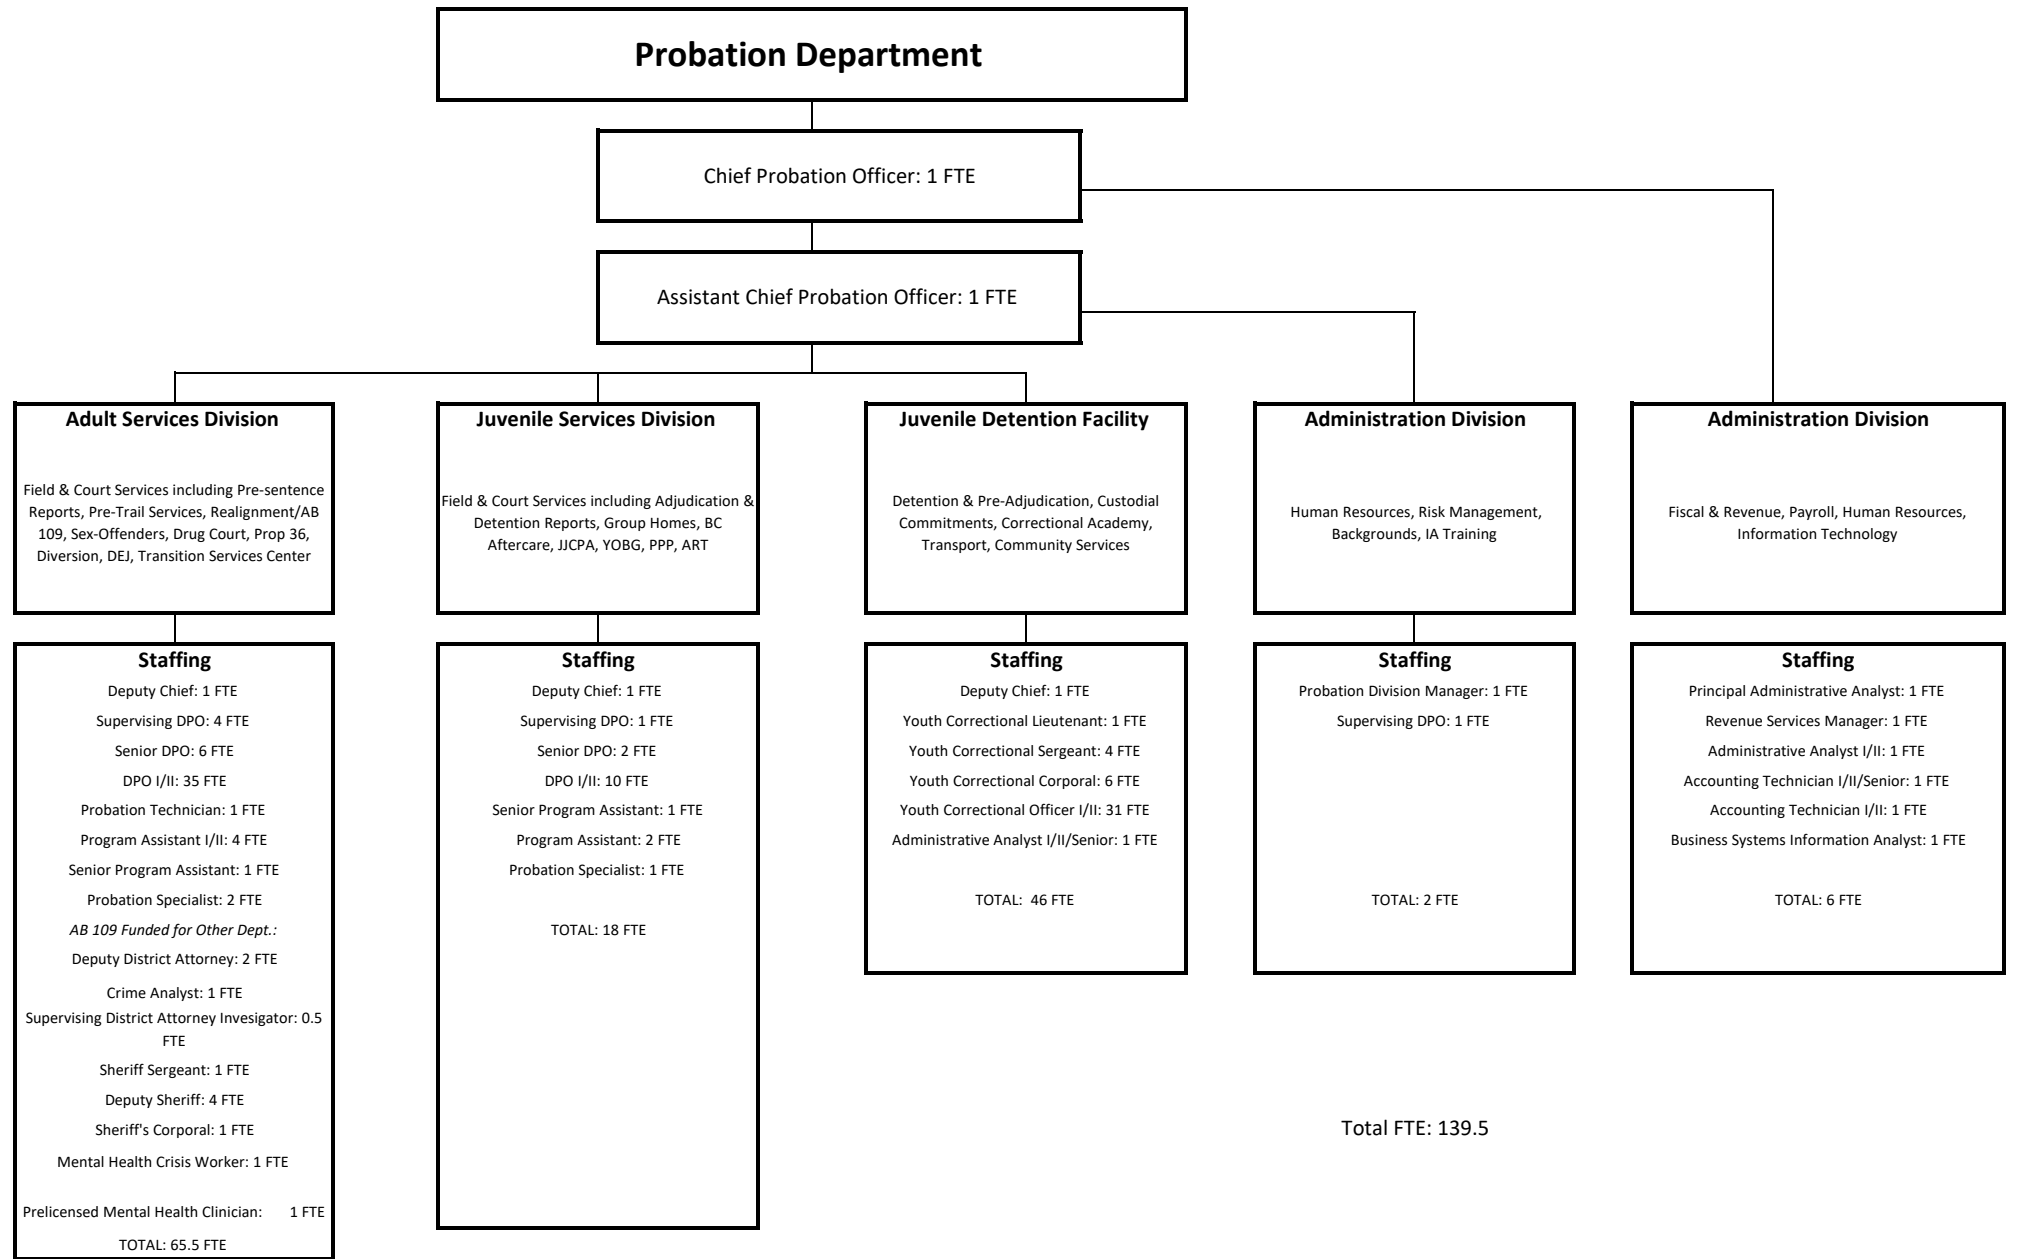 Probation Department
Chief Probation Officer: 1 FTE
Assistant Chief Probation Officer: 1 FTE
Adult Services Division
Field & Court Services including Pre-sentence
Reports, Pre-Trail Services, Realignment/AB
109, Sex-Offenders, Drug Court, Prop 36,
Diversion, DEJ, Transition Services Center
Juvenile Services Division
Field & Court Services including Adjudication &
Detention Reports, Group Homes, BC
Aftercare, JJCPA, YOBG, PPP, ART
Juvenile Detention Facility
Detention & Pre-Adjudication, Custodial
Commitments, Correctional Academy,
Transport, Community Services
Administration Division
Human Resources, Risk Management,
Backgrounds, IA Training
Administration Division
Fiscal & Revenue, Payroll, Human Resources,
Information Technology
Staffing
Deputy Chief: 1 FTE
Supervising DPO: 4 FTE
Senior DPO: 6 FTE
DPO I/II: 35 FTE
Probation Technician: 1 FTE
Program Assistant I/II: 4 FTE
Senior Program Assistant: 1 FTE
Probation Specialist: 2 FTE
AB 109 Funded for Other Dept.:
Deputy District Attorney: 2 FTE
Crime Analyst: 1 FTE
Supervising District Attorney Invesigator: 0.5
FTE
Sheriff Sergeant: 1 FTE
Deputy Sheriff: 4 FTE
Sheriff's Corporal: 1 FTE
Mental Health Crisis Worker: 1 FTE
Prelicensed Mental Health Clinician: 1 FTE
TOTAL: 65.5 FTE
Staffing
Deputy Chief: 1 FTE
Supervising DPO: 1 FTE
Senior DPO: 2 FTE
DPO I/II: 10 FTE
Senior Program Assistant: 1 FTE
Program Assistant: 2 FTE
Probation Specialist: 1 FTE
TOTAL: 18 FTE
Staffing
Deputy Chief: 1 FTE
Youth Correctional Lieutenant: 1 FTE
Youth Correctional Sergeant: 4 FTE
Youth Correctional Corporal: 6 FTE
Youth Correctional Officer I/II: 31 FTE
Administrative Analyst I/II/Senior: 1 FTE
TOTAL: 46 FTE
Staffing
Probation Division Manager: 1 FTE
Supervising DPO: 1 FTE
TOTAL: 2 FTE
Staffing
Principal Administrative Analyst: 1 FTE
Revenue Services Manager: 1 FTE
Administrative Analyst I/II: 1 FTE
Accounting Technician I/II/Senior: 1 FTE
Accounting Technician I/II: 1 FTE
Business Systems Information Analyst: 1 FTE
TOTAL: 6 FTE
Total FTE: 139.5